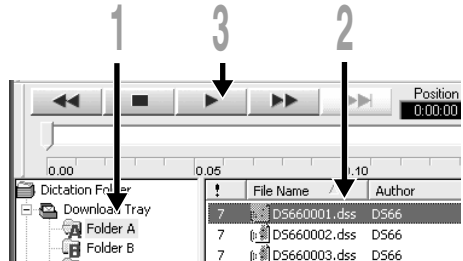 1 3 2
Position
0:00:00
0.00 0.05 0.10
Dictation Folder ! File Name Author
Download Tray 7 DS660001.dss DS66
Folder A 7 DS660002.dss DS66
Folder B 7 DS660003.dss DS66